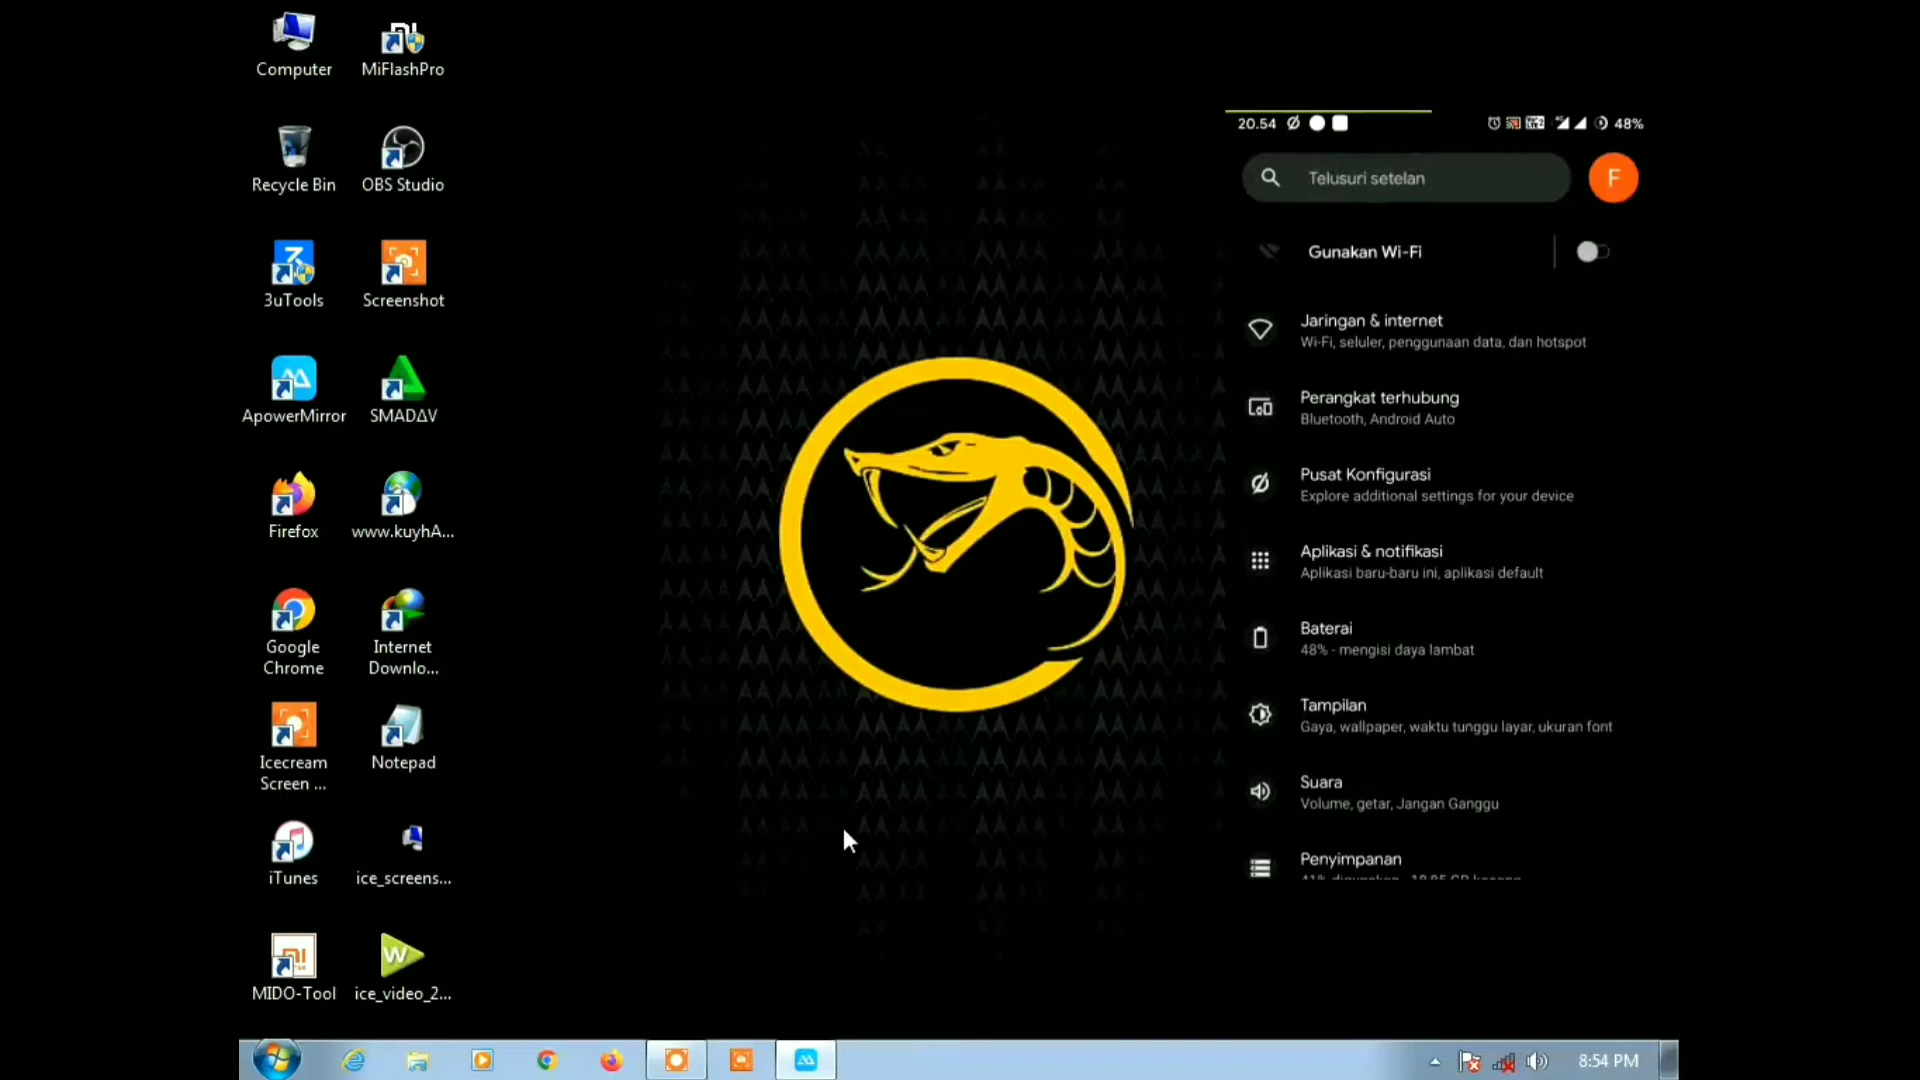 Computer
MiFlashPro
Recycle Bin
OBS Studio
3uTools
Screenshot
ApowerMirror
SMADΔV
Firefox
www.kuyhA...
Google
Chrome
Internet
Downlo...
Icecream
Screen ...
Notepad
iTunes
ice_screens...
MIDO-Tool
ice_video_2...
20.54
48%
Telusuri setelan
F
Gunakan Wi-Fi
Jaringan & internet
Wi-Fi, seluler, penggunaan data, dan hotspot
Perangkat terhubung
Bluetooth, Android Auto
Pusat Konfigurasi
Explore additional settings for your device
Aplikasi & notifikasi
Aplikasi baru-baru ini, aplikasi default
Baterai
48% - mengisi daya lambat
Tampilan
Gaya, wallpaper, waktu tunggu layar, ukuran font
Suara
Volume, getar, Jangan Ganggu
Penyimpanan
8:54 PM